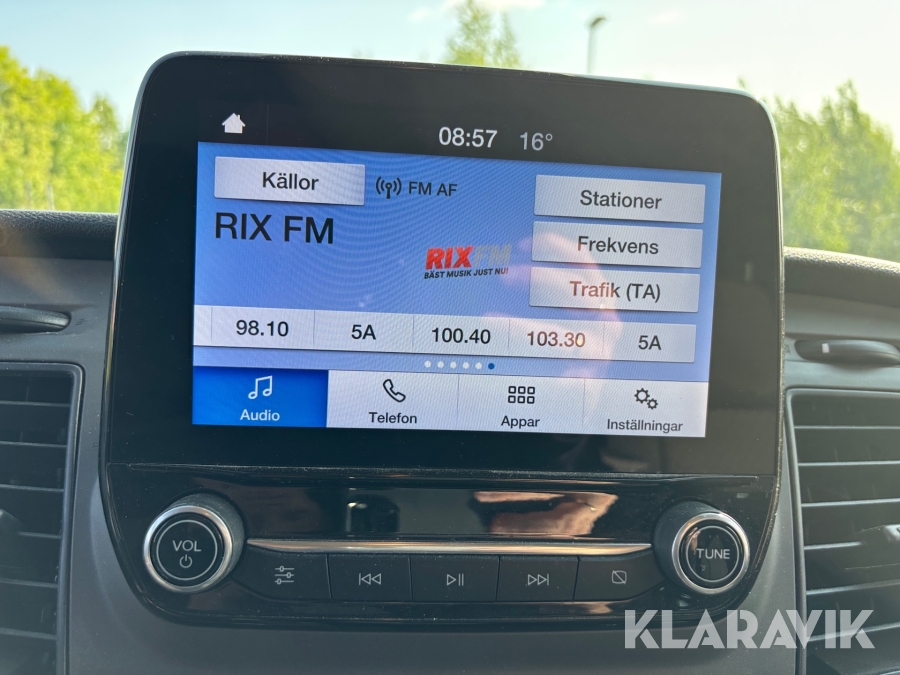 08:57 16°
Källor
FM AF
Stationer
RIX FM
Frekvens
RIX FM
BÄST MUSIK JUST NU!
Trafik (TA)
98.10 5A 100.40 103.30 5A
Audio Telefon Appar Inställningar
VOL
TUNE
KLARAVIK